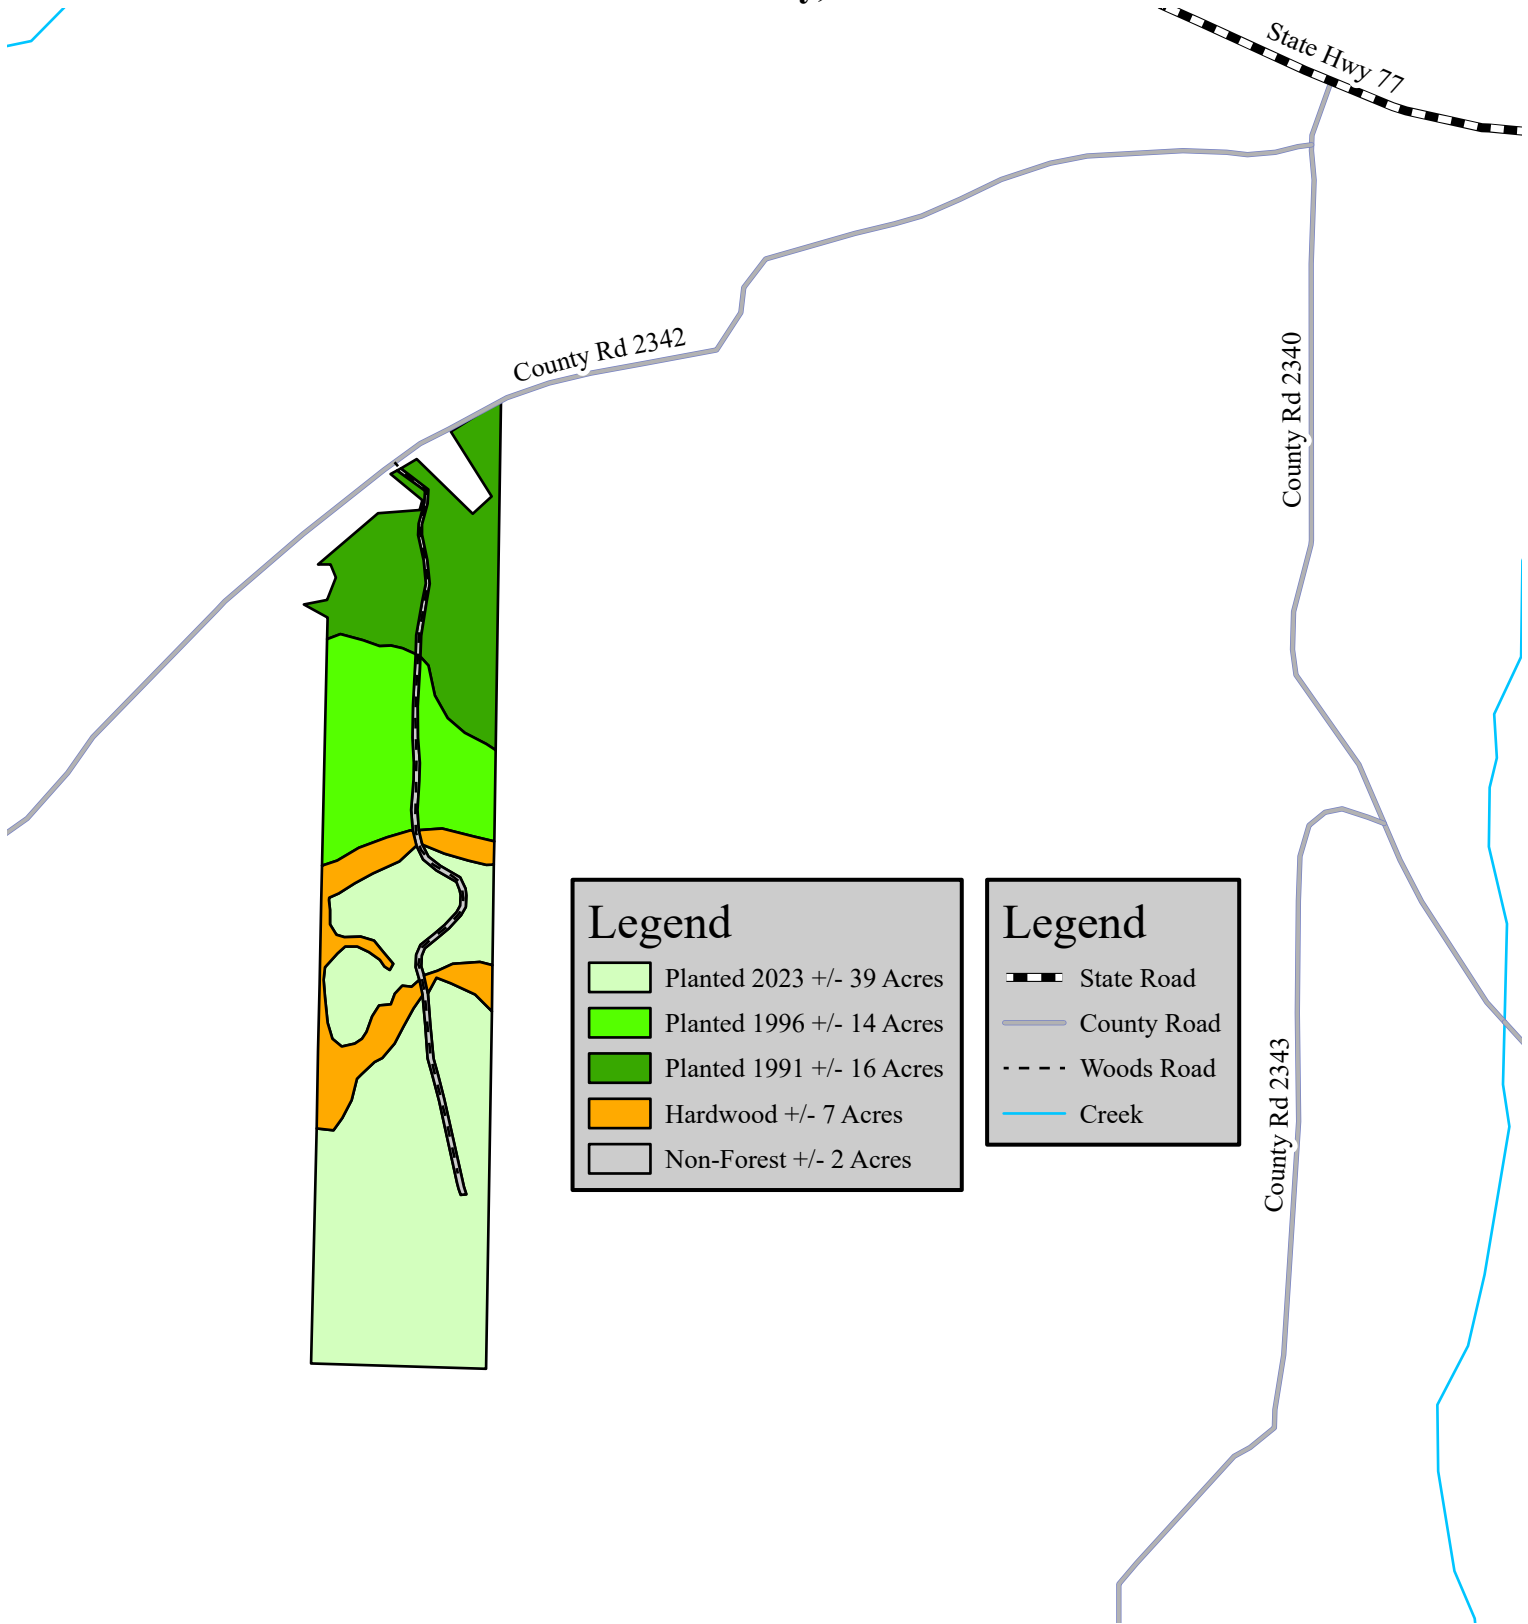 State Hwy 77
County Rd 2342
County Rd 2340
Legend
Planted 2023 +/- 39 Acres
Planted 1996 +/- 14 Acres
Planted 1991 +/- 16 Acres
Hardwood +/- 7 Acres
Non-Forest +/- 2 Acres
Legend
State Road
County Road
Woods Road
Creek
County Rd 2343